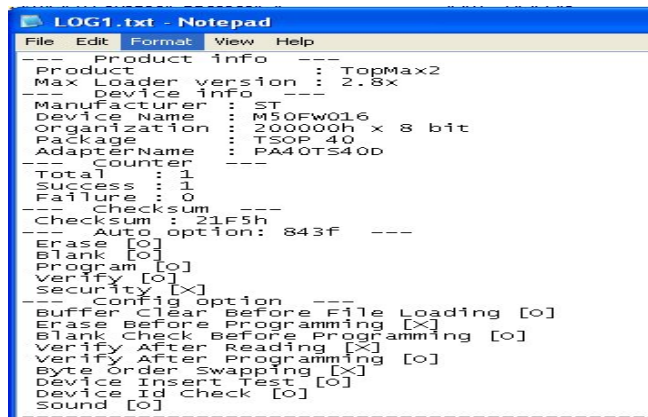 LOG1.txt - Notepad
File Edit Format View Help
--- Product info ---
Product : TopMax2
Max Loader version : 2.8x
--- Device info ---
Manufacturer : ST
Device Name : M50FW016
Organization : 200000h x 8 bit
Package : TSOP 40
AdapterName : PA40TS40D
--- Counter ---
Total : 1
Success : 1
Failure : 0
--- Checksum ---
Checksum : 21F5h
--- Auto option: 843f ---
Erase [O]
Blank [O]
Program [O]
Verify [O]
Security [X]
--- Config option ---
Buffer Clear Before File Loading [O]
Erase Before Programming [X]
Blank Check Before Programming [O]
Verify After Reading [X]
Verify After Programming [O]
Byte Order Swapping [X]
Device Insert Test [O]
Device Id Check [O]
Sound [O]